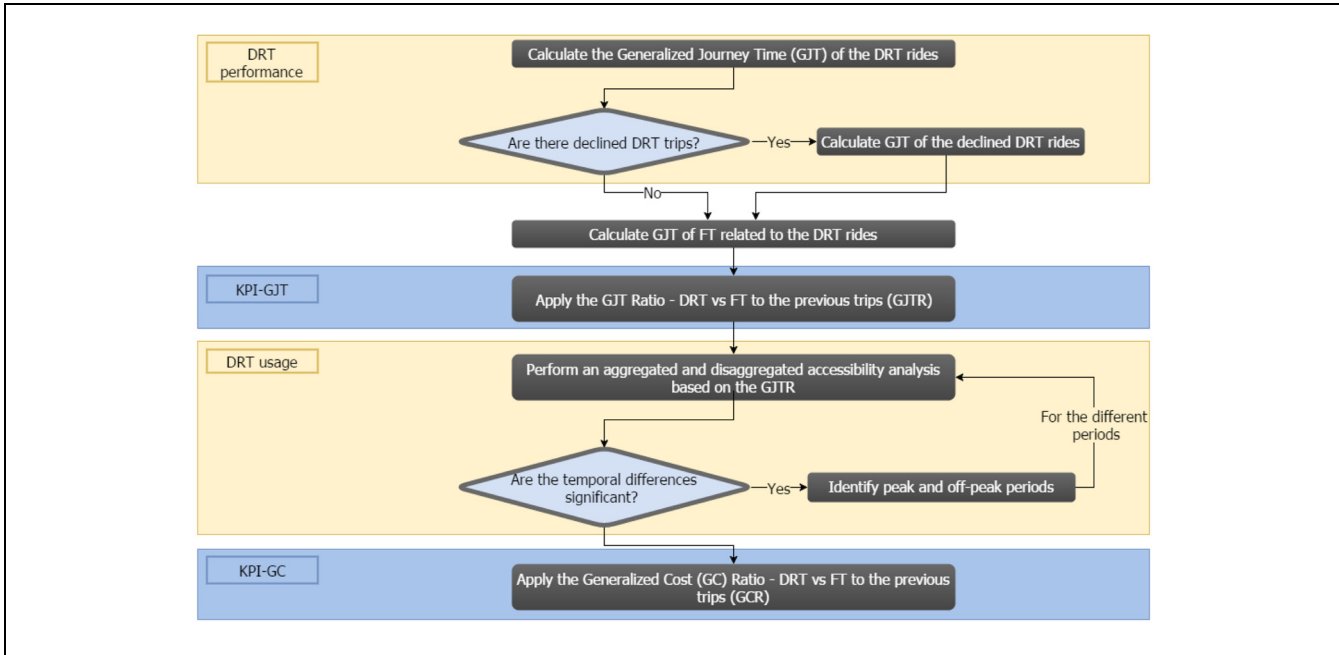 DRT
performance
Calculate the Generalized Journey Time (GJT) of the DRT rides
Are there declined DRT trips?
Yes
Calculate GJT of the declined DRT rides
No
Calculate GJT of FT related to the DRT rides
KPI-GJT
Apply the GJT Ratio - DRT vs FT to the previous trips (GJTR)
DRT usage
Perform an aggregated and disaggregated accessibility analysis
based on the GJTR
For the different
periods
Are the temporal differences
significant?
Yes
Identify peak and off-peak periods
KPI-GC
Apply the Generalized Cost (GC) Ratio - DRT vs FT to the previous
trips (GCR)